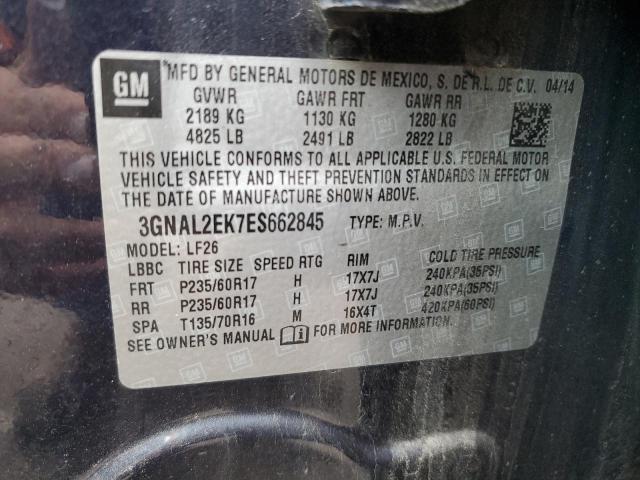 GM
MFD BY GENERAL MOTORS DE MEXICO, S. DE R.L. DE C.V. 04/14
GVWR GAWR FRT GAWR RR
2189 KG 1130 KG 1280 KG
4825 LB 2491 LB 2822 LB
THIS VEHICLE CONFORMS TO ALL APPLICABLE U.S. FEDERAL MOTOR
VEHICLE SAFETY AND THEFT PREVENTION STANDARDS IN EFFECT ON
THE DATE OF MANUFACTURE SHOWN ABOVE.
3GNAL2EK7ES662845 TYPE: M.P.V.
MODEL: LF26
LBBC TIRE SIZE SPEED RTG RIM COLD TIRE PRESSURE
FRT P235/60R17 H 17X7J 240KPA(35PSI)
RR P235/60R17 H 17X7J 240KPA(35PSI)
SPA T135/70R16 M 16X4T 420KPA(60PSI)
SEE OWNER'S MANUAL FOR MORE INFORMATION.